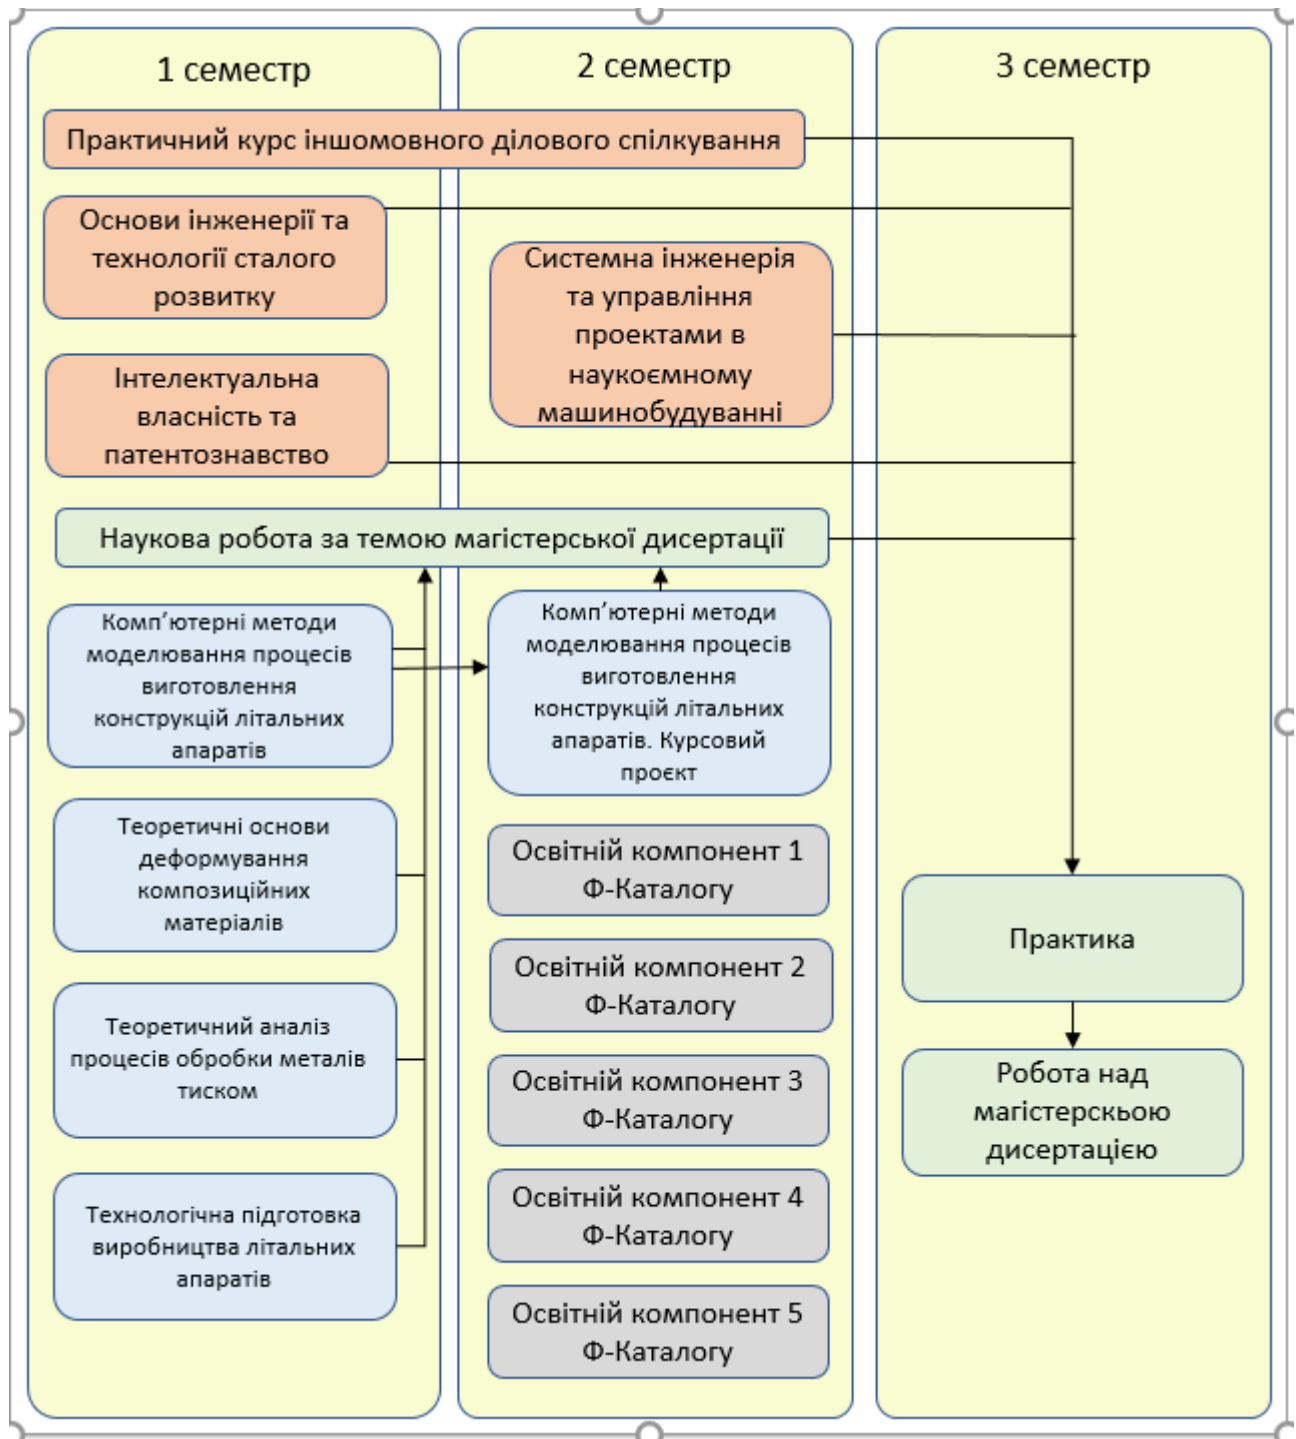 1 семестр
Практичний курс іншомовного ділового спілкування
Основи інженерії та
технології сталого
розвитку
Інтелектуальна
власність та
патентознавство
Наукова робота за темою магістерської дисертації
Комп’ютерні методи
моделювання процесів
виготовлення
конструкцій літальних
апаратів
Теоретичні основи
деформування
композиційних
матеріалів
Теоретичний аналіз
процесів обробки металів
тиском
Технологічна підготовка
виробництва літальних
апаратів
2 семестр
Системна інженерія
та управління
проектами в
наукоємному
машинобудуванні
Комп’ютерні методи
моделювання процесів
виготовлення
конструкцій літальних
апаратів. Курсовий
проєкт
Освітній компонент 1
Ф-Каталогу
Освітній компонент 2
Ф-Каталогу
Освітній компонент 3
Ф-Каталогу
Освітній компонент 4
Ф-Каталогу
Освітній компонент 5
Ф-Каталогу
3 семестр
Практика
Робота над
магістерскьою
дисертацією